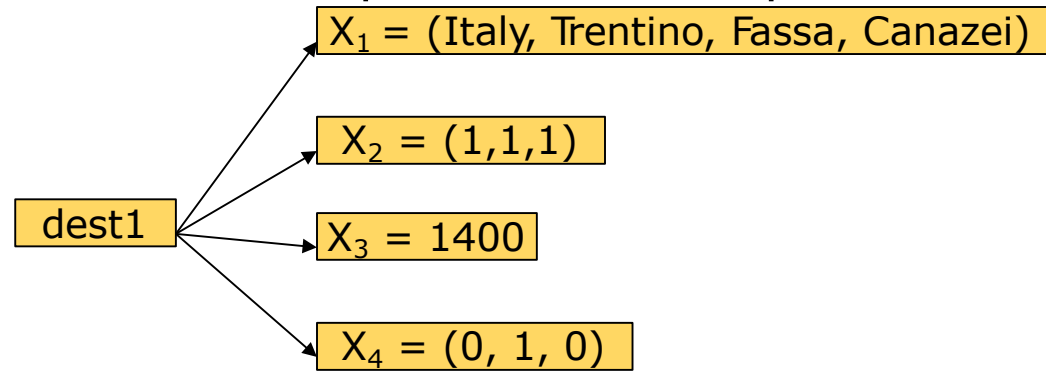 X₁ = (Italy, Trentino, Fassa, Canazei)
X₂ = (1,1,1)
dest1
X₃ = 1400
X₄ = (0, 1, 0)